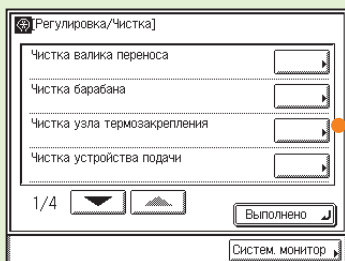 [Регулировка/Чистка]
Чистка валика переноса
Чистка барабана
Чистка узла термозакрепления
Чистка устройства подачи
1/4
Выполнено
Систем. монитор